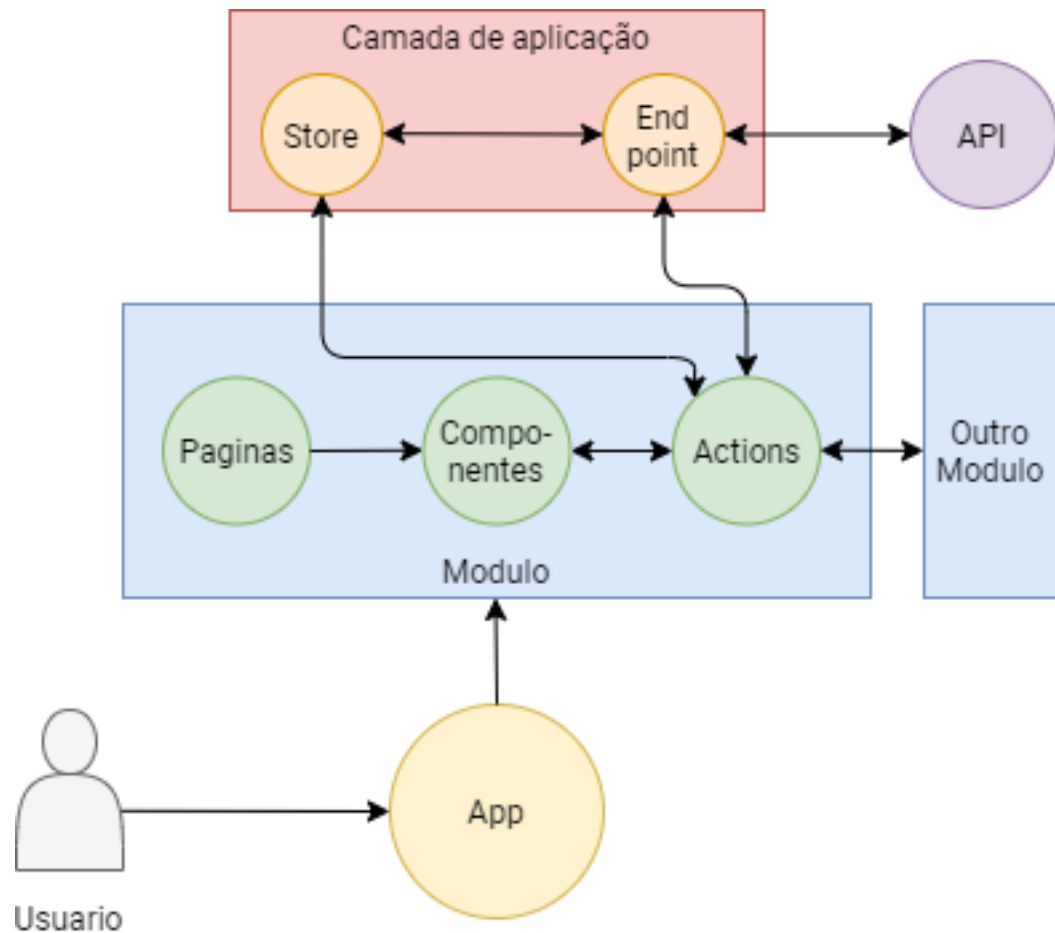 Camada de aplicação
Store
End
point
API
Paginas
Compo-
nentes
Actions
Outro
Modulo
Modulo
App
Usuario